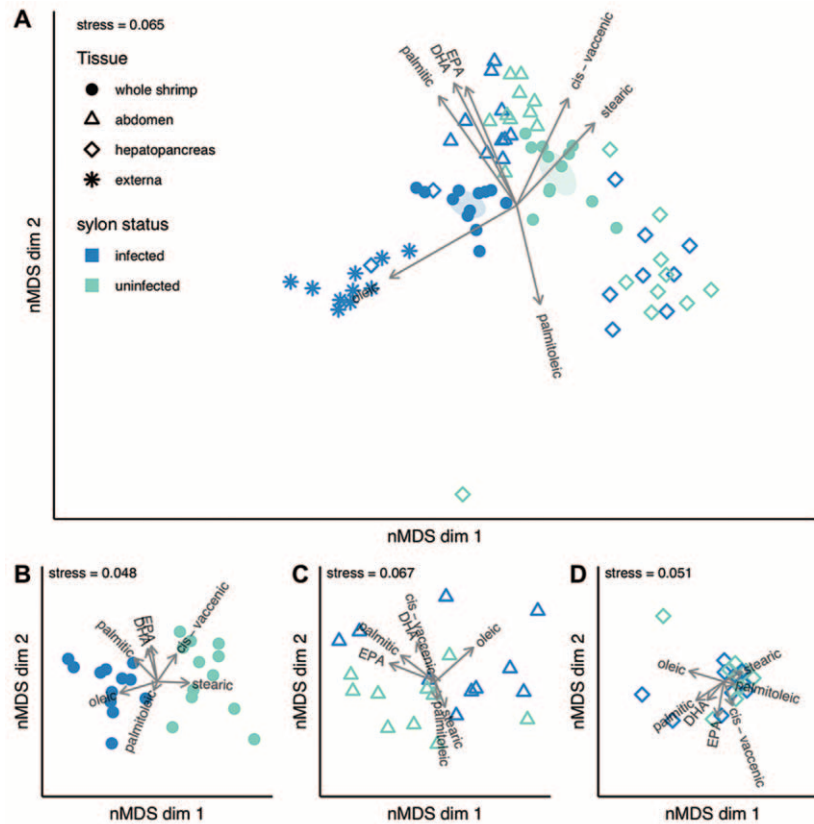 A
stress = 0.065
Tissue
whole shrimp
abdomen
hepatopancreas
externa
sylon status
infected
uninfected
palmitic
DHA
EPA
cis – vaccenic
stearic
oleic
palmitoleic
nMDS dim 2
nMDS dim 1
B
stress = 0.048
palmitic
DHA
EPA
cis – vaccenic
oleic
stearic
palmitoleic
nMDS dim 2
nMDS dim 1
C
stress = 0.067
EPA
palmitic
DHA
cis – vaccenic
oleic
stearic
palmitoleic
nMDS dim 2
nMDS dim 1
D
stress = 0.051
oleic
stearic
palmitoleic
palmitic
DHA
EPA
cis – vaccenic
nMDS dim 2
nMDS dim 1